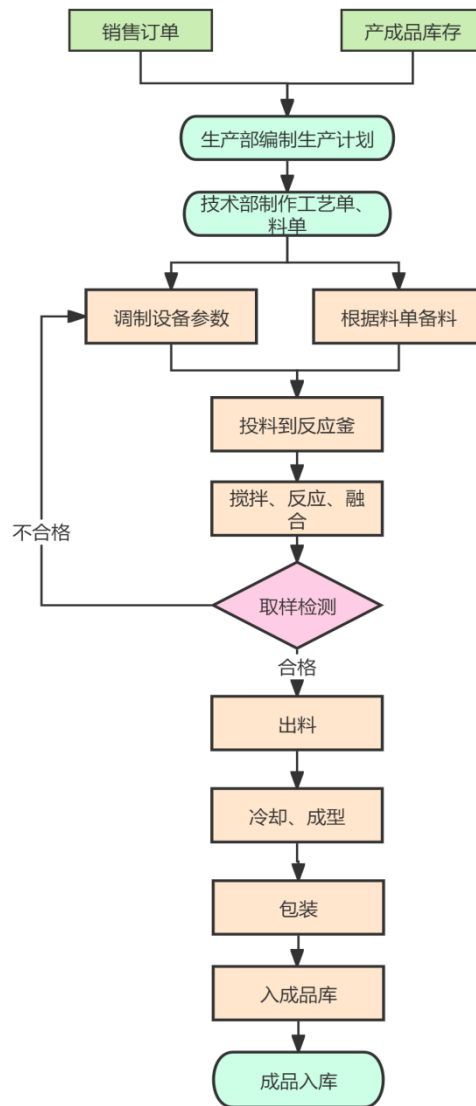 销售订单
产成品库存
生产部编制生产计划
技术部制作工艺单、
料单
调制设备参数
根据料单备料
投料到反应釜
搅拌、反应、融
合
不合格
取样检测
合格
出料
冷却、成型
包装
入成品库
成品入库